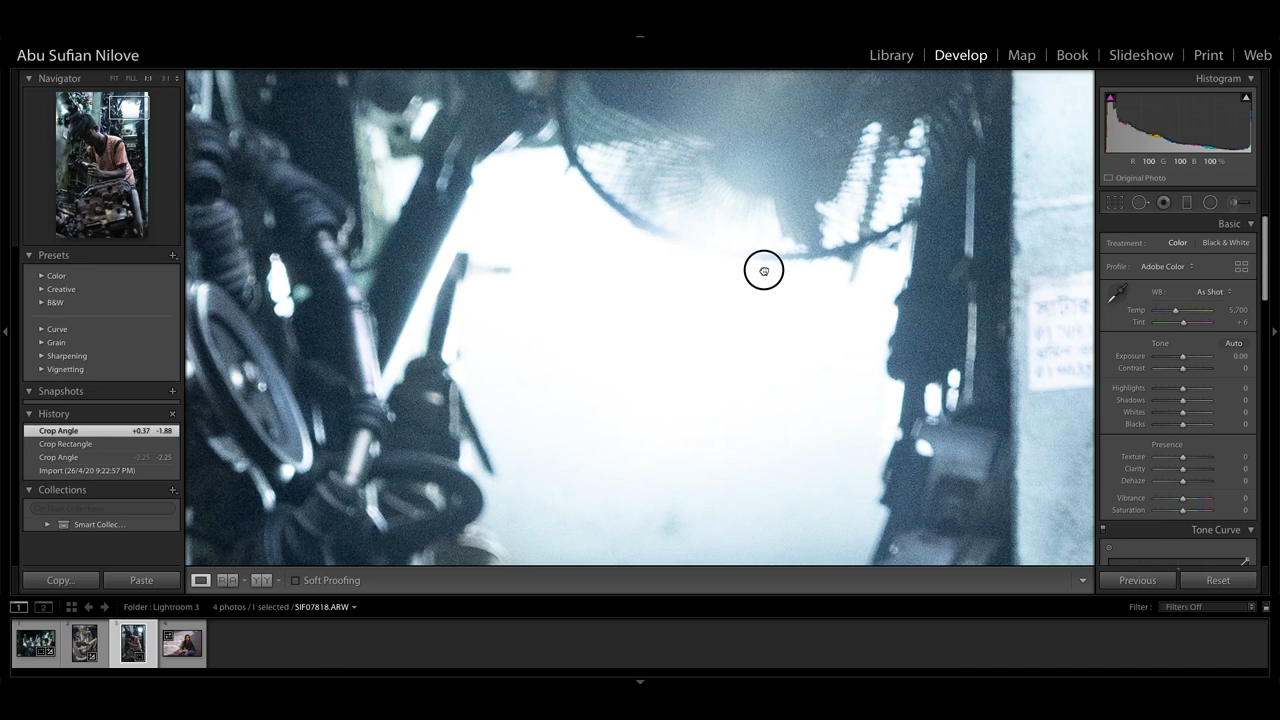 Abu Sufian Nilove
Library | Develop | Map | Book | Slideshow | Print | Web
Navigator FIT FILL 1:1 3:1
Presets
Color
Creative
B&W
Curve
Grain
Sharpening
Vignetting
Snapshots
History
Crop Angle +0.37 -1.88
Crop Rectangle
Crop Angle -2.25 -2.25
Import (26/4/20 9:22:57 PM)
Collections
Smart Collec...
Copy... Paste
Soft Proofing
Histogram
R 100 G 100 B 100 %
Original Photo
Basic
Treatment : Color Black & White
Profile : Adobe Color
WB : As Shot
Temp 5,700
Tint + 6
Tone Auto
Exposure 0.00
Contrast 0
Highlights 0
Shadows 0
Whites 0
Blacks 0
Presence
Texture 0
Clarity 0
Dehaze 0
Vibrance 0
Saturation 0
Tone Curve
Previous Reset
1 2 Folder : Lightroom 3 4 photos / 1 selected / SIF07818.ARW Filter : Filters Off